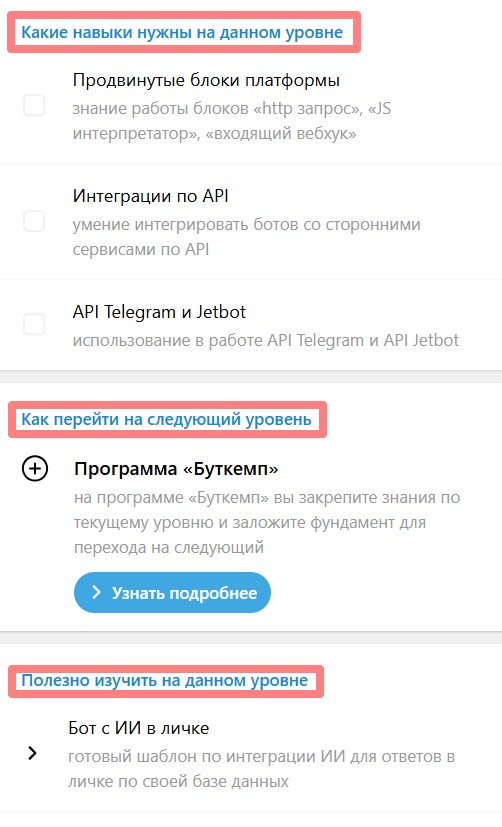 Какие навыки нужны на данном уровне
Продвинутые блоки платформы
знание работы блоков «http запрос», «JS
интерпретатор», «входящий вебхук»
Интеграции по API
умение интегрировать ботов со сторонними
сервисами по API
API Telegram и Jetbot
использование в работе API Telegram и API Jetbot
Как перейти на следующий уровень
Программа «Буткемп»
на программе «Буткемп» вы закрепите знания по
текущему уровню и заложите фундамент для
перехода на следующий
Узнать подробнее
Полезно изучить на данном уровне
Бот с ИИ в личке
готовый шаблон по интеграции ИИ для ответов в
личке по своей базе данных